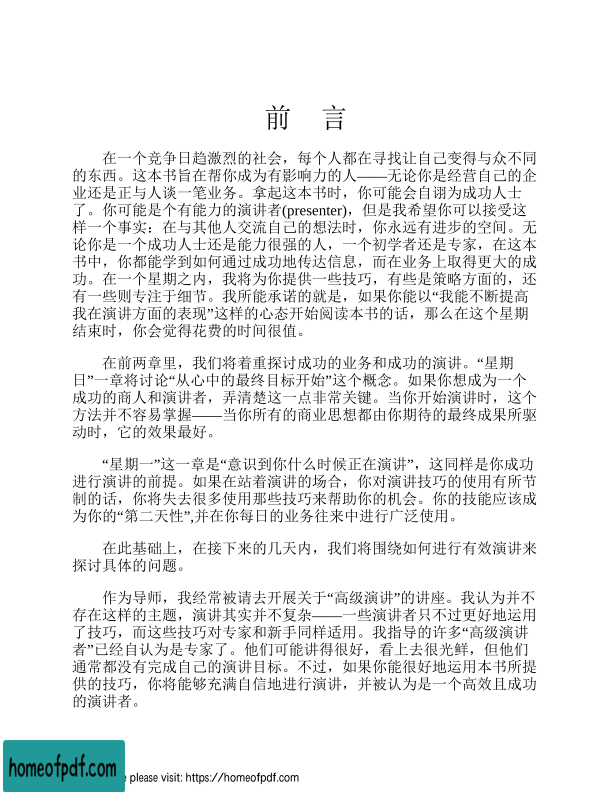 前 言
在一个竞争日趋激烈的社会，每个人都在寻找让自己变得与众不同
的东西。这本书旨在帮你成为有影响力的人——无论你是经营自己的企
业还是正与人谈一笔业务。拿起这本书时，你可能会自诩为成功人士
了。你可能是个有能力的演讲者(presenter)，但是我希望你可以接受这
样一个事实：在与其他人交流自己的想法时，你永远有进步的空间。无
论你是一个成功人士还是能力很强的人，一个初学者还是专家，在这本
书中，你都能学到如何通过成功地传达信息，而在业务上取得更大的成
功。在一个星期之内，我将为你提供一些技巧，有些是策略方面的，还
有一些则专注于细节。我所能承诺的就是，如果你能以“我能不断提高
我在演讲方面的表现”这样的心态开始阅读本书的话，那么在这个星期
结束时，你会觉得花费的时间很值。
在前两章里，我们将着重探讨成功的业务和成功的演讲。“星期
日”一章将讨论“从心中的最终目标开始”这个概念。如果你想成为一个
成功的商人和演讲者，弄清楚这一点非常关键。当你开始演讲时，这个
方法并不容易掌握——当你所有的商业思想都由你期待的最终成果所驱
动时，它的效果最好。
“星期一”这一章是“意识到你什么时候正在演讲”，这同样是你成功
进行演讲的前提。如果在站着演讲的场合，你对演讲技巧的使用有所节
制的话，你将失去很多使用那些技巧来帮助你的机会。你的技能应该成
为你的“第二天性”,并在你每日的业务往来中进行广泛使用。
在此基础上，在接下来的几天内，我们将围绕如何进行有效演讲来
探讨具体的问题。
作为导师，我经常被请去开展关于“高级演讲”的讲座。我认为并不
存在这样的主题，演讲其实并不复杂——一些演讲者只不过更好地运用
了技巧，而这些技巧对专家和新手同样适用。我指导的许多“高级演讲
者”已经自认为是专家了。他们可能讲得很好，看上去很光鲜，但他们
通常都没有完成自己的演讲目标。不过，如果你能很好地运用本书所提
供的技巧，你将能够充满自信地进行演讲，并被认为是一个高效且成功
的演讲者。
homeofpdf.com
e please visit: https://homeofpdf.com